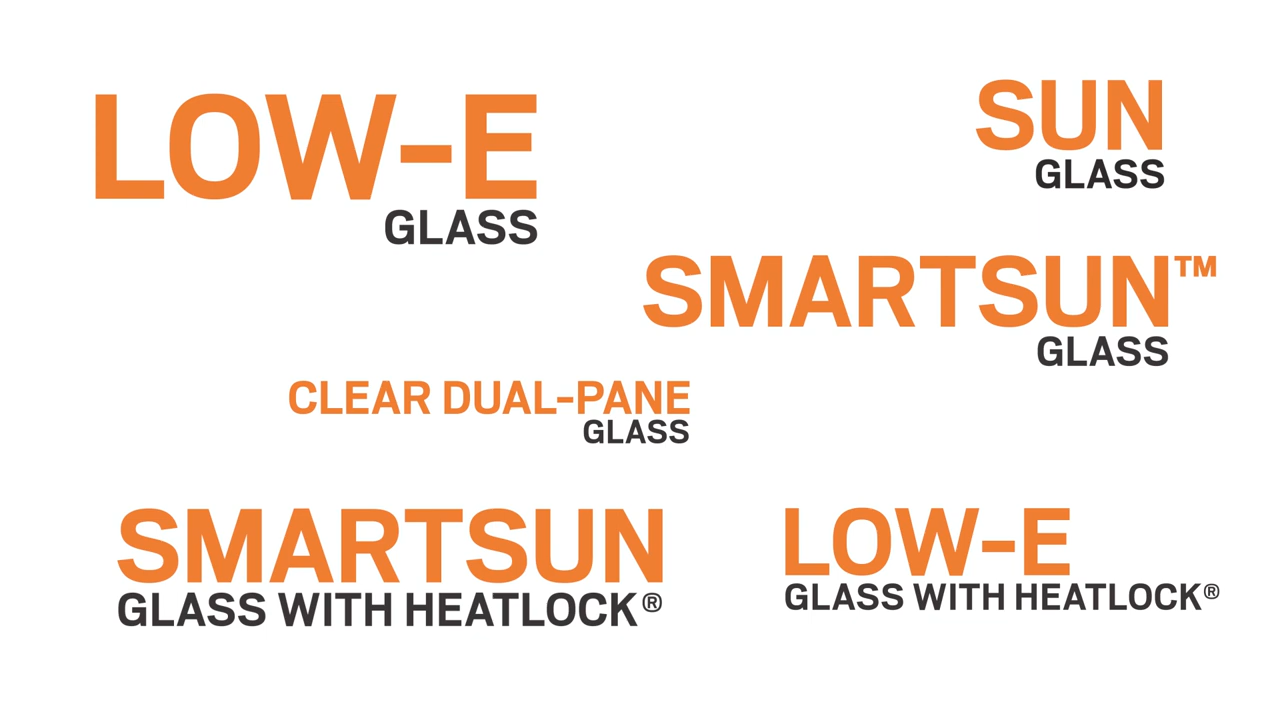 LOW-E
GLASS
SUN
GLASS
SMARTSUN™
GLASS
CLEAR DUAL-PANE
GLASS
SMARTSUN
GLASS WITH HEATLOCK®
LOW-E
GLASS WITH HEATLOCK®